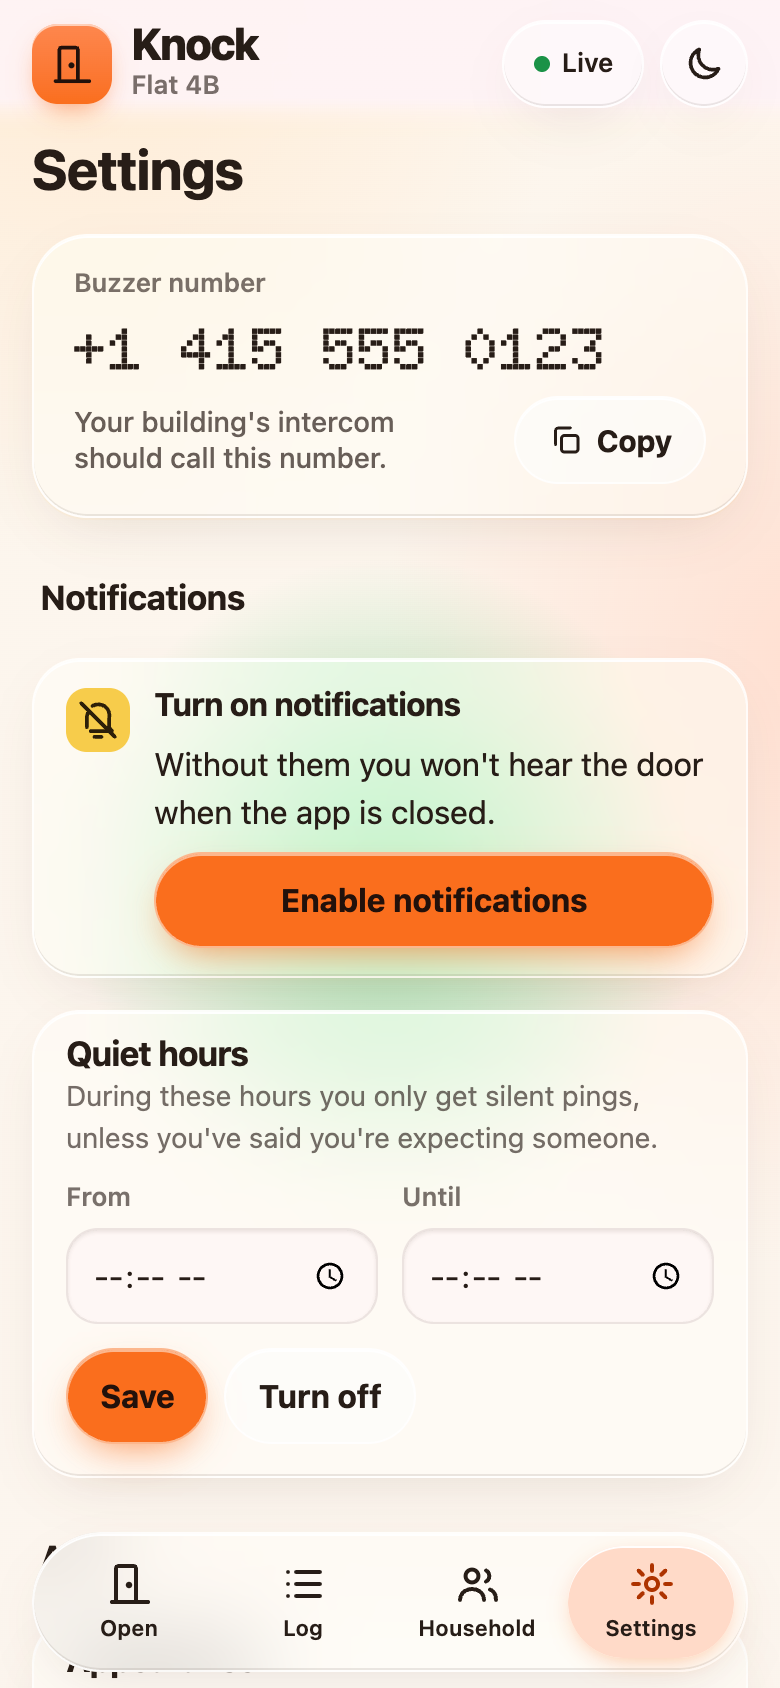 Knock
Flat 4B
Live
Settings
Buzzer number
+1 415 555 0123
Your building's intercom
should call this number.
Copy
Notifications
Turn on notifications
Without them you won't hear the door
when the app is closed.
Enable notifications
Quiet hours
During these hours you only get silent pings,
unless you've said you're expecting someone.
From Until
--:-- -- --:-- --
Save Turn off
Open Log Household Settings